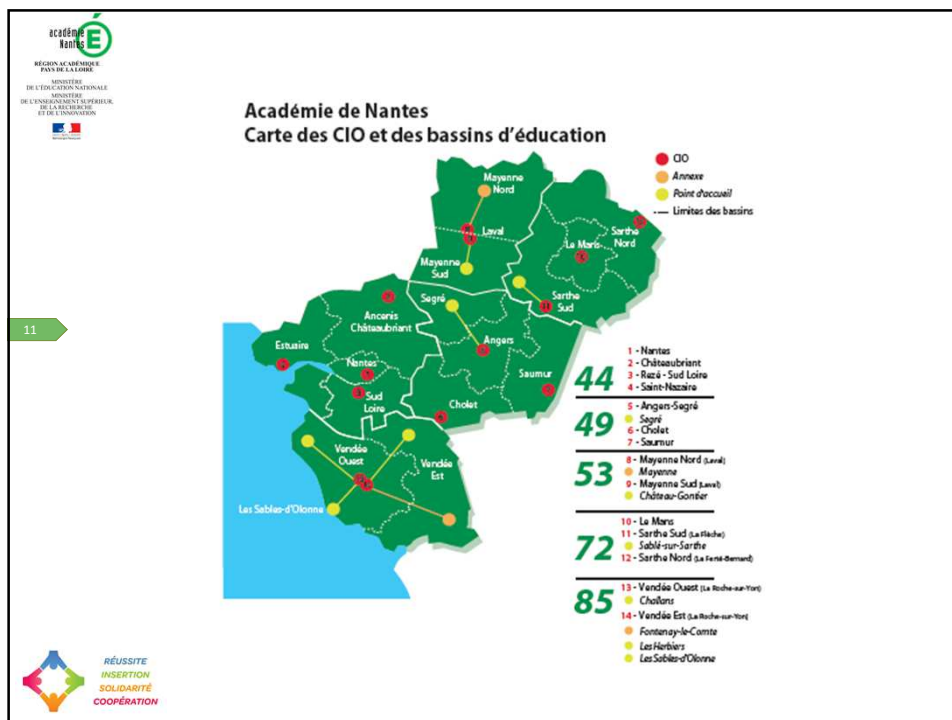 académie
Nantes
RÉGION ACADÉMIQUE
PAYS DE LA LOIRE
MINISTÈRE
DE L'ÉDUCATION NATIONALE
MINISTÈRE
DE L'ENSEIGNEMENT SUPÉRIEUR,
DE LA RECHERCHE
ET DE L'INNOVATION
Académie de Nantes
Carte des CIO et des bassins d'éducation
CIO
Annexe
Point d'accueil
Limites des bassins
Mayenne
Nord
Laval
Mayenne
Sud
Sarthe
Nord
Le Mans
Sarthe
Sud
Segré
Angers
Ancenis
Châteaubriant
Estuaire
Nantes
Sud
Loire
Saumur
Cholet
Vendée
Ouest
Vendée
Est
Les Sables-d'Olonne
11
44
1 - Nantes
2 - Châteaubriant
3 - Rezé - Sud Loire
4 - Saint-Nazaire
49
5 - Angers-Segré
Segré
6 - Cholet
7 - Saumur
53
8 - Mayenne Nord (Laval)
Mayenne
9 - Mayenne Sud (Laval)
Château-Gontier
72
10 - Le Mans
11 - Sarthe Sud (La Flèche)
Sablé-sur-Sarthe
12 - Sarthe Nord (La Ferté-Bernard)
85
13 - Vendée Ouest (La Roche-sur-Yon)
Challans
14 - Vendée Est (La Roche-sur-Yon)
Fontenay-le-Comte
Les Herbiers
Les Sables-d'Olonne
RÉUSSITE
INSERTION
SOLIDARITÉ
COOPÉRATION